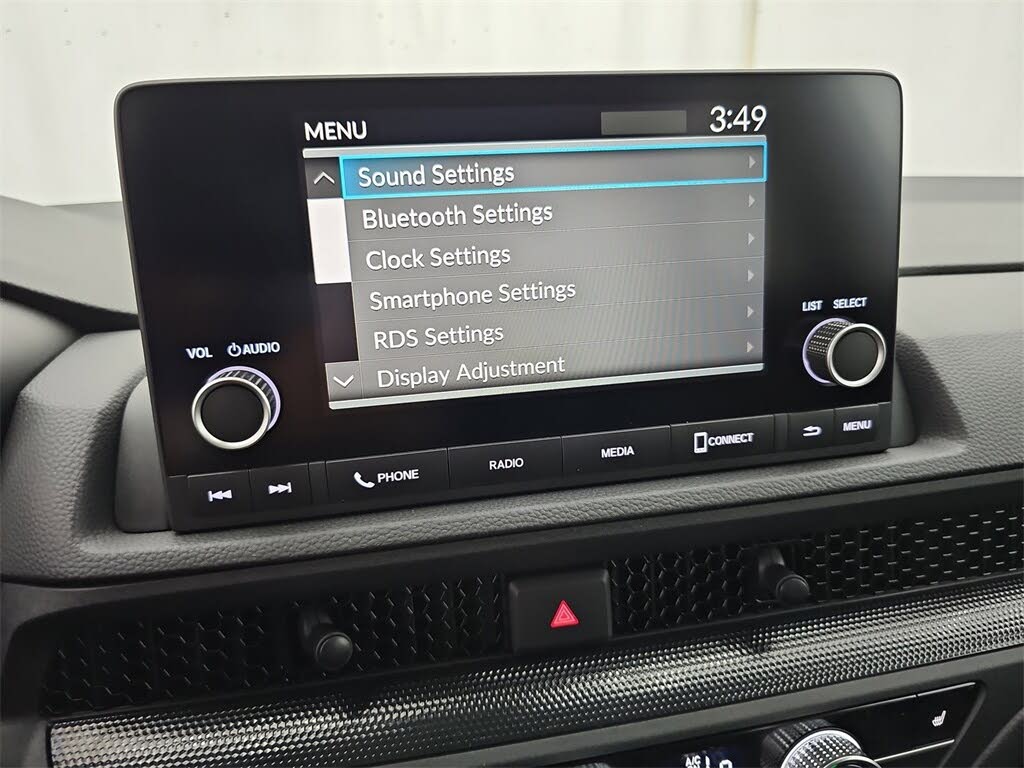 MENU 3:49
Sound Settings
Bluetooth Settings
Clock Settings
Smartphone Settings
RDS Settings
Display Adjustment
VOL AUDIO
LIST SELECT
PHONE RADIO MEDIA CONNECT MENU
A/C